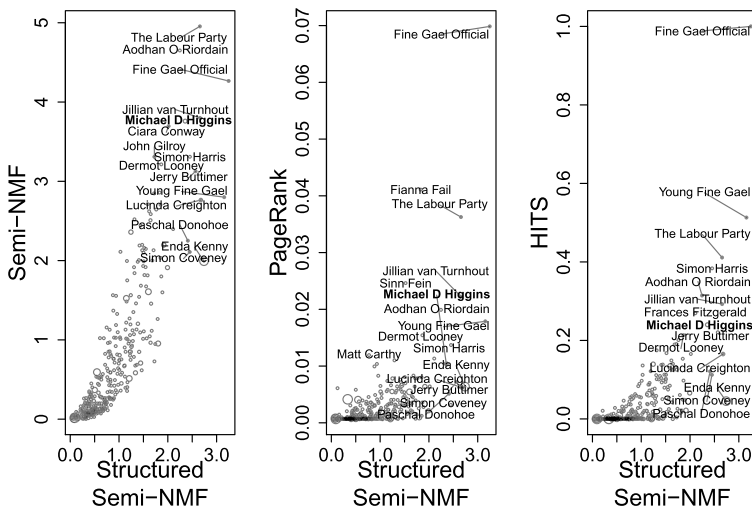 Semi−NMF
5
4
3
2
1
0
The Labour Party
Aodhan O Riordain
Fine Gael Official
Jillian van Turnhout
Michael D Higgins
Ciara Conway
John Gilroy
Simon Harris
Dermot Looney
Jerry Buttimer
Young Fine Gael
Lucinda Creighton
Paschal Donohoe
Enda Kenny
Simon Coveney
0.0 1.0 2.0 3.0
Structured
Semi−NMF
PageRank
0.07
0.06
0.05
0.04
0.03
0.02
0.01
0.00
Fine Gael Official
Fianna Fail
The Labour Party
Jillian van Turnhout
Sinn Fein
Michael D Higgins
Aodhan O Riordain
Young Fine Gael
Dermot Looney
Simon Harris
Matt Carthy
Enda Kenny
Lucinda Creighton
Jerry Buttimer
Simon Coveney
Paschal Donohoe
0.0 1.0 2.0 3.0
Structured
Semi−NMF
HITS
1.0
0.8
0.6
0.4
0.2
0.0
Fine Gael Official
Young Fine Gael
The Labour Party
Simon Harris
Aodhan O Riordain
Jillian van Turnhout
Frances Fitzgerald
Michael D Higgins
Jerry Buttimer
Dermot Looney
Lucinda Creighton
Enda Kenny
Simon Coveney
Paschal Donohoe
0.0 1.0 2.0 3.0
Structured
Semi−NMF